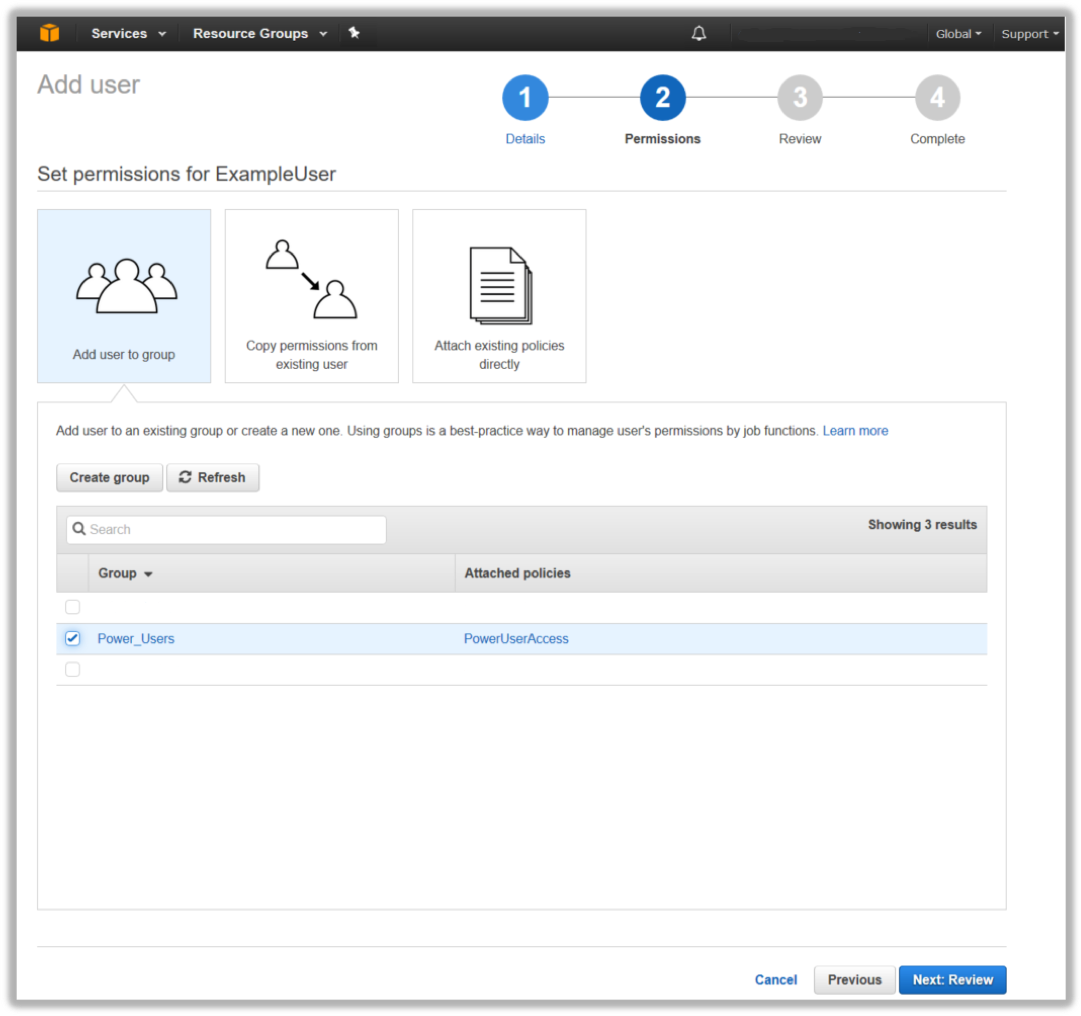 Services Resource Groups Global Support
Add user
1 2 3 4
Details Permissions Review Complete
Set permissions for ExampleUser
Add user to group
Copy permissions from
existing user
Attach existing policies
directly
Add user to an existing group or create a new one. Using groups is a best-practice way to manage user's permissions by job functions. Learn more
Create group Refresh
Search Showing 3 results
Group Attached policies
Power_Users PowerUserAccess
Cancel Previous Next: Review